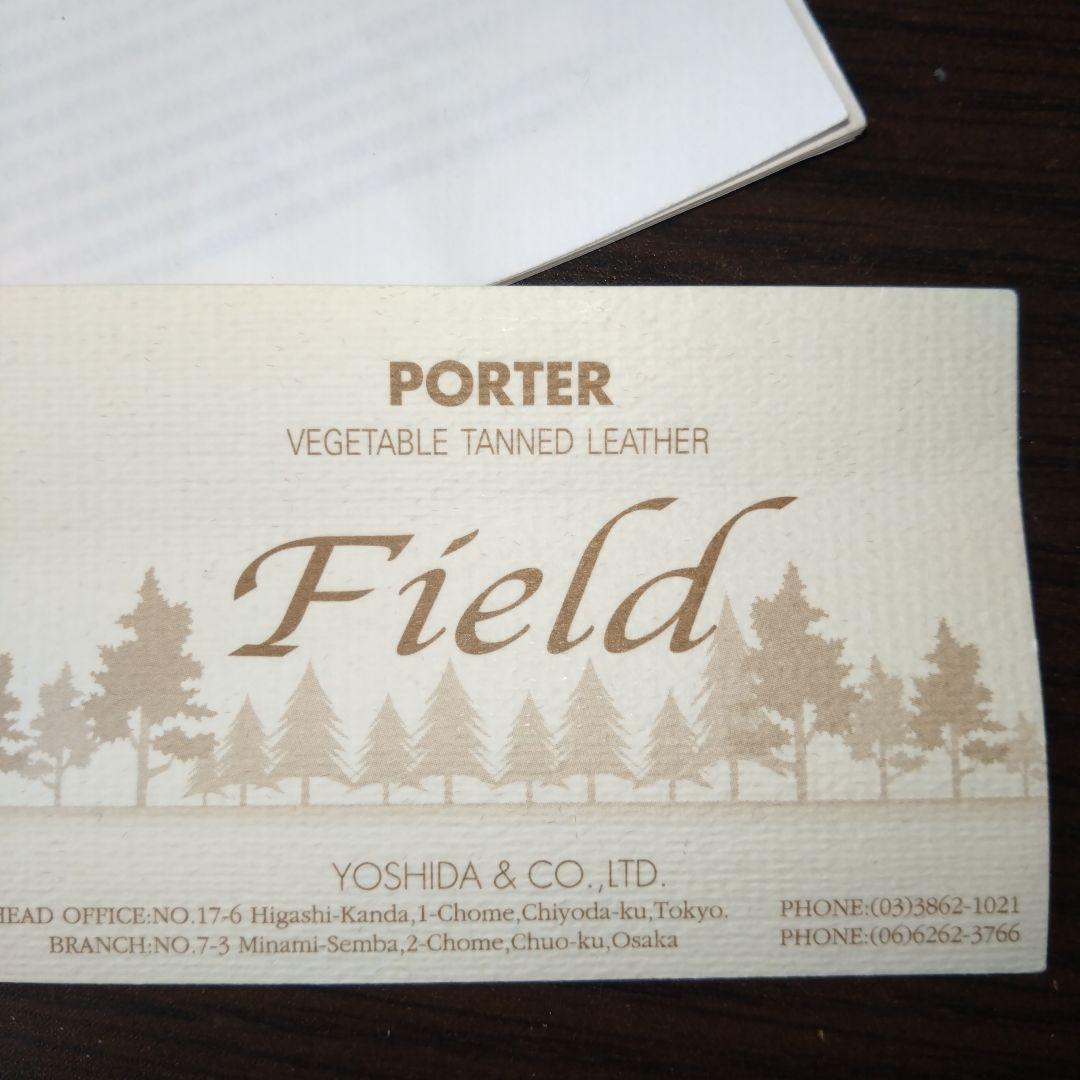 PORTER
VEGETABLE TANNED LEATHER
Field
YOSHIDA & CO.,LTD.
HEAD OFFICE:NO.17-6 Higashi-Kanda,1-Chome,Chiyoda-ku,Tokyo. PHONE:(03)3862-1021
BRANCH:NO.7-3 Minami-Semba,2-Chome,Chuo-ku,Osaka PHONE:(06)6262-3766